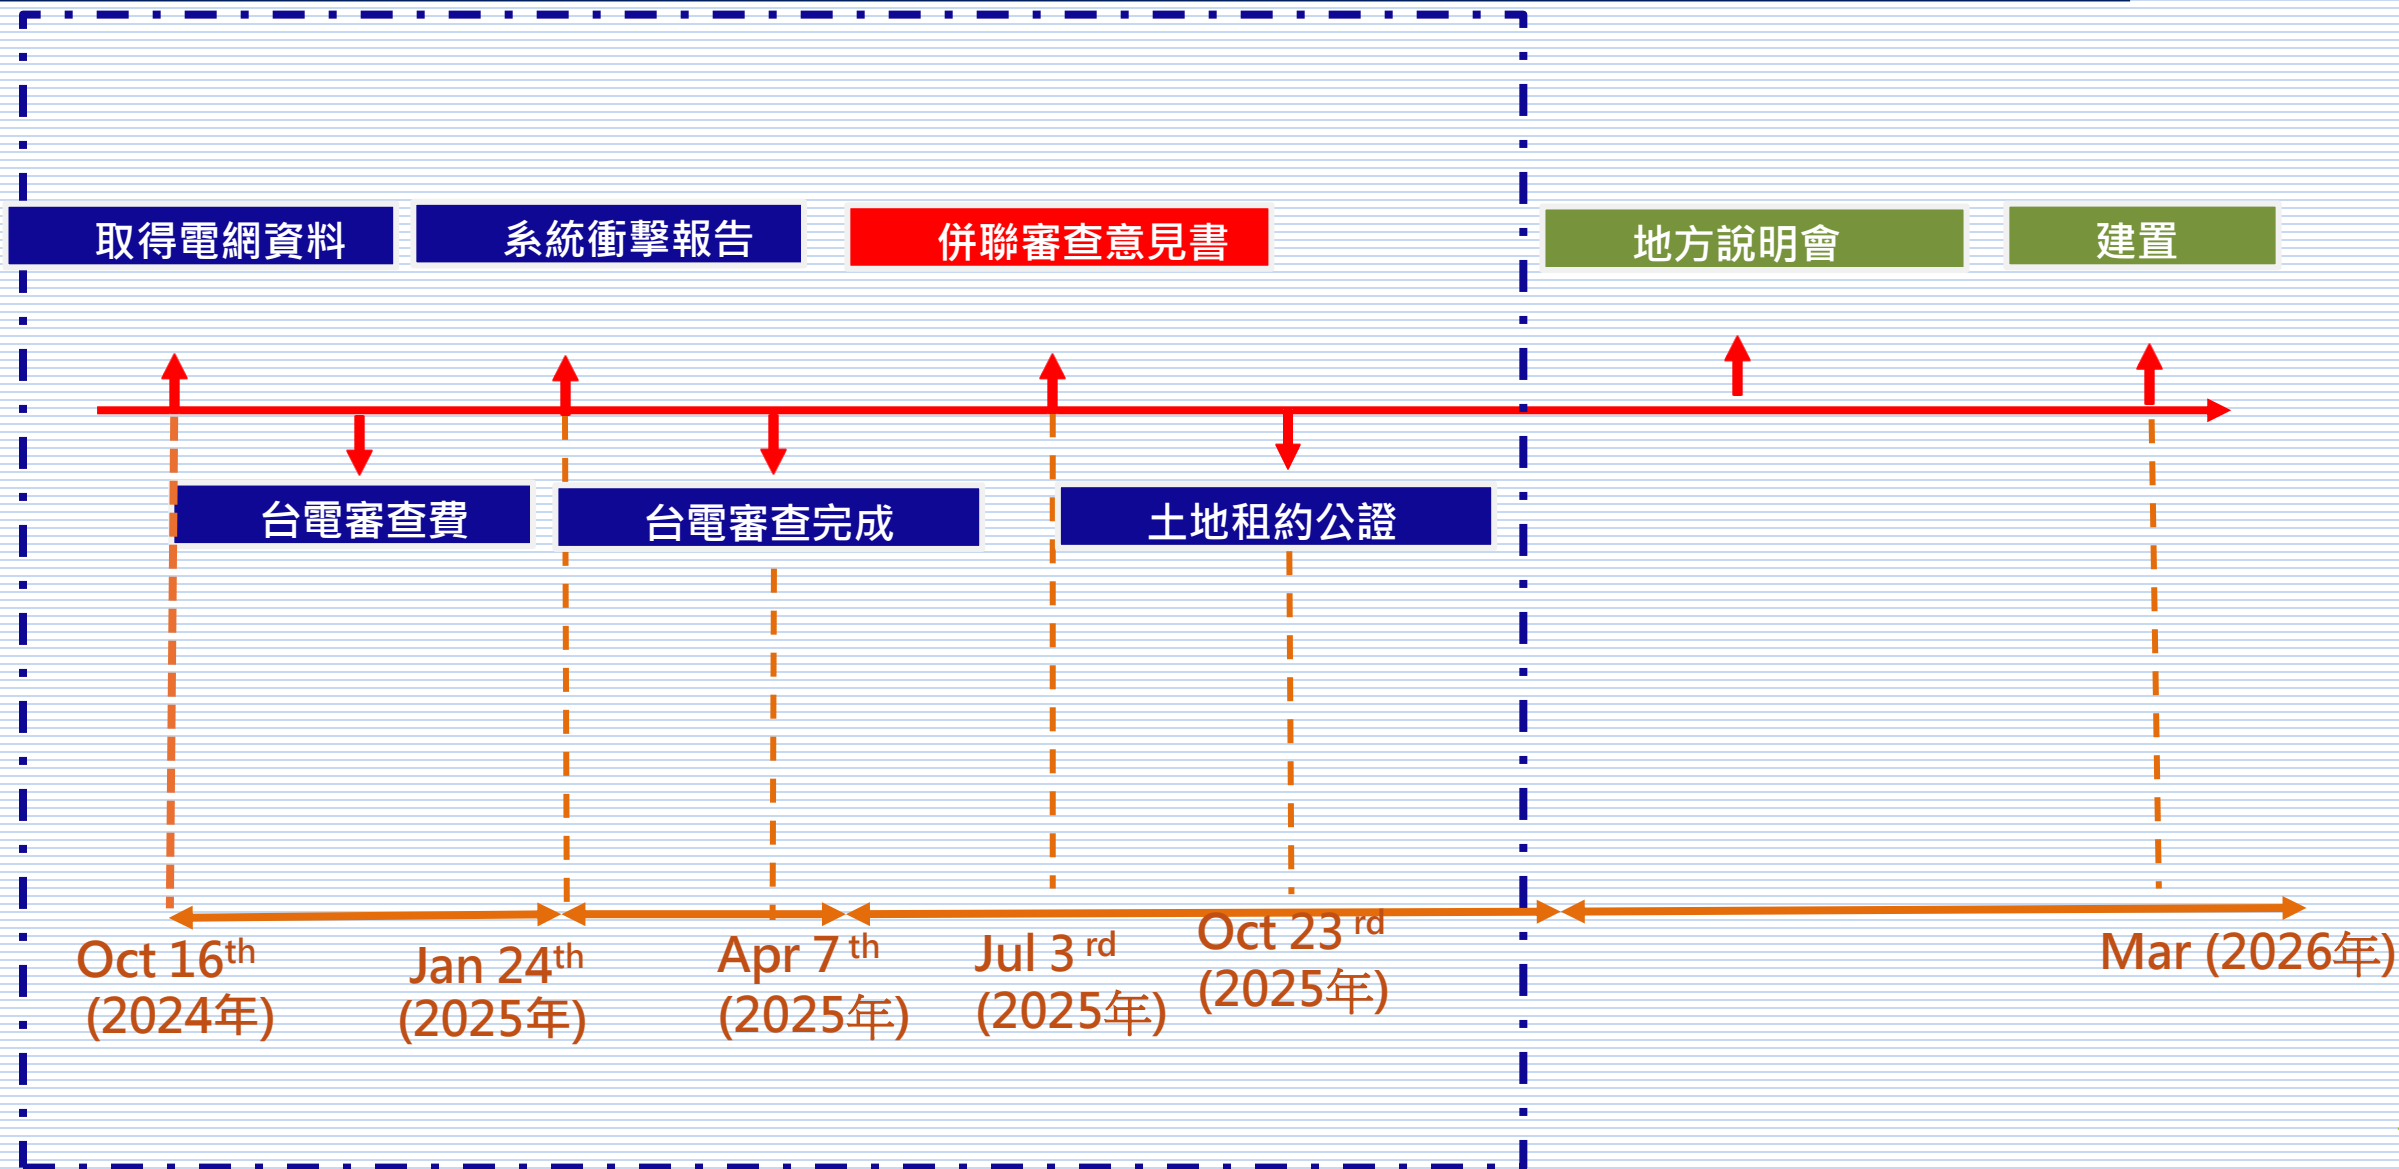 取得電網資料
系統衝擊報告
併聯審查意見書
地方說明會
建置
台電審查費
台電審查完成
土地租約公證
Oct 16th
(2024年)
Jan 24th
(2025年)
Apr 7 th
(2025年)
Jul 3 rd
(2025年)
Oct 23 rd
(2025年)
Mar (2026年)